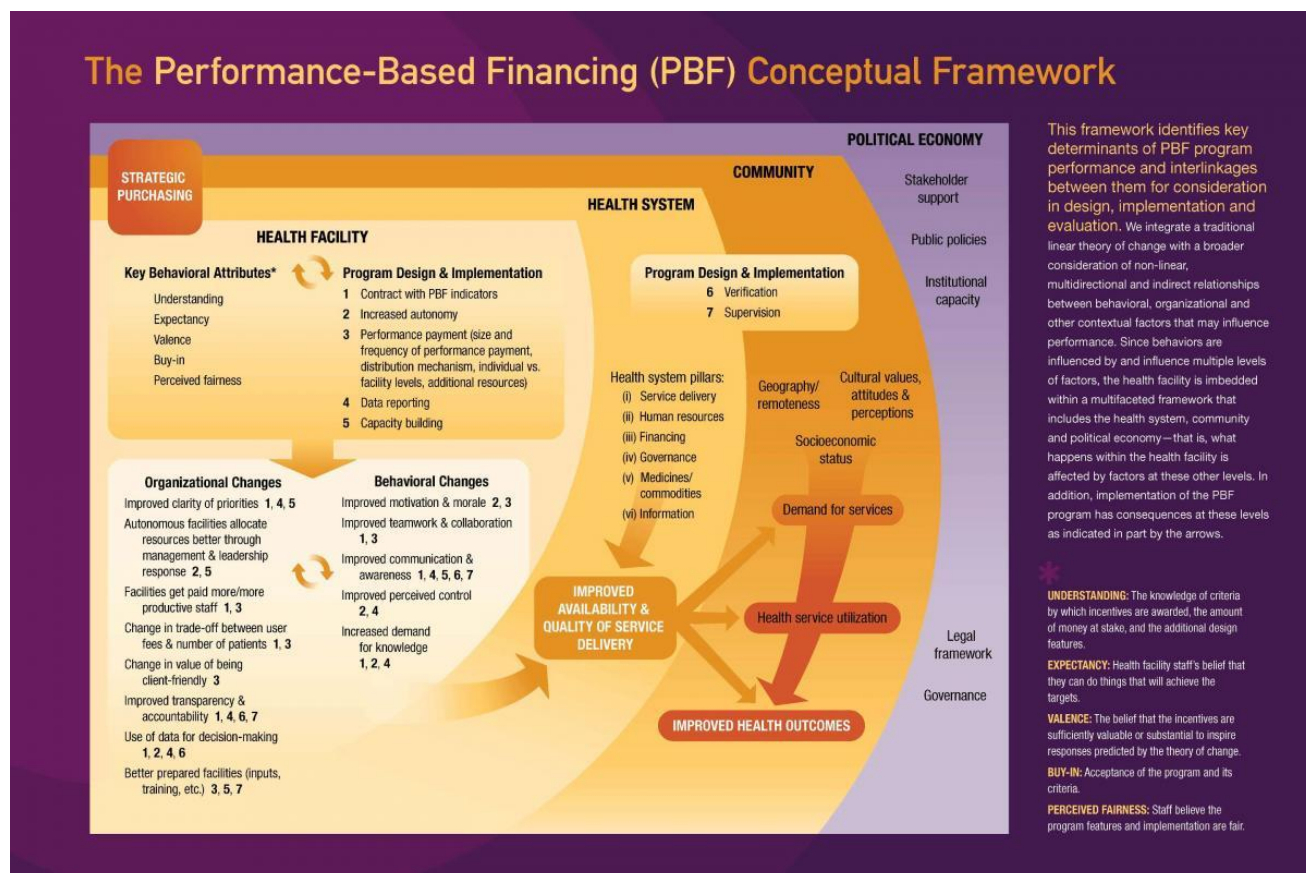 The Performance-Based Financing (PBF) Conceptual Framework
STRATEGIC
PURCHASING
POLITICAL ECONOMY
Stakeholder
support
Public policies
Institutional
capacity
Legal
framework
Governance
COMMUNITY
HEALTH SYSTEM
HEALTH FACILITY
Key Behavioral Attributes*
Understanding
Expectancy
Valence
Buy-in
Perceived fairness
Program Design & Implementation
1 Contract with PBF indicators
2 Increased autonomy
3 Performance payment (size and
frequency of performance payment,
distribution mechanism, individual vs.
facility levels, additional resources)
4 Data reporting
5 Capacity building
Program Design & Implementation
6 Verification
7 Supervision
Health system pillars:
(i) Service delivery
(ii) Human resources
(iii) Financing
(iv) Governance
(v) Medicines/
commodities
(vi) Information
Geography/
remoteness
Cultural values,
attitudes &
perceptions
Socioeconomic
status
Demand for services
Health service utilization
IMPROVED HEALTH OUTCOMES
IMPROVED
AVAILABILITY &
QUALITY OF SERVICE
DELIVERY
Organizational Changes
Improved clarity of priorities 1, 4, 5
Autonomous facilities allocate
resources better through
management & leadership
response 2, 5
Facilities get paid more/more
productive staff 1, 3
Change in trade-off between user
fees & number of patients 1, 3
Change in value of being
client-friendly 3
Improved transparency &
accountability 1, 4, 6, 7
Use of data for decision-making
1, 2, 4, 6
Better prepared facilities (inputs,
training, etc.) 3, 5, 7
Behavioral Changes
Improved motivation & morale 2, 3
Improved teamwork & collaboration
1, 3
Improved communication &
awareness 1, 4, 5, 6, 7
Improved perceived control
2, 4
Increased demand
for knowledge
1, 2, 4
This framework identifies key
determinants of PBF program
performance and interlinkages
between them for consideration
in design, implementation and
evaluation. We integrate a traditional
linear theory of change with a broader
consideration of non-linear,
multidirectional and indirect relationships
between behavioral, organizational and
other contextual factors that may influence
performance. Since behaviors are
influenced by and influence multiple levels
of factors, the health facility is imbedded
within a multifaceted framework that
includes the health system, community
and political economy—that is, what
happens within the health facility is
affected by factors at these other levels. In
addition, implementation of the PBF
program has consequences at these levels
as indicated in part by the arrows.
*
UNDERSTANDING: The knowledge of criteria
by which incentives are awarded, the amount
of money at stake, and the additional design
features.
EXPECTANCY: Health facility staff's belief that
they can do things that will achieve the
targets.
VALENCE: The belief that the incentives are
sufficiently valuable or substantial to inspire
responses predicted by the theory of change.
BUY-IN: Acceptance of the program and its
criteria.
PERCEIVED FAIRNESS: Staff believe the
program features and implementation are fair.